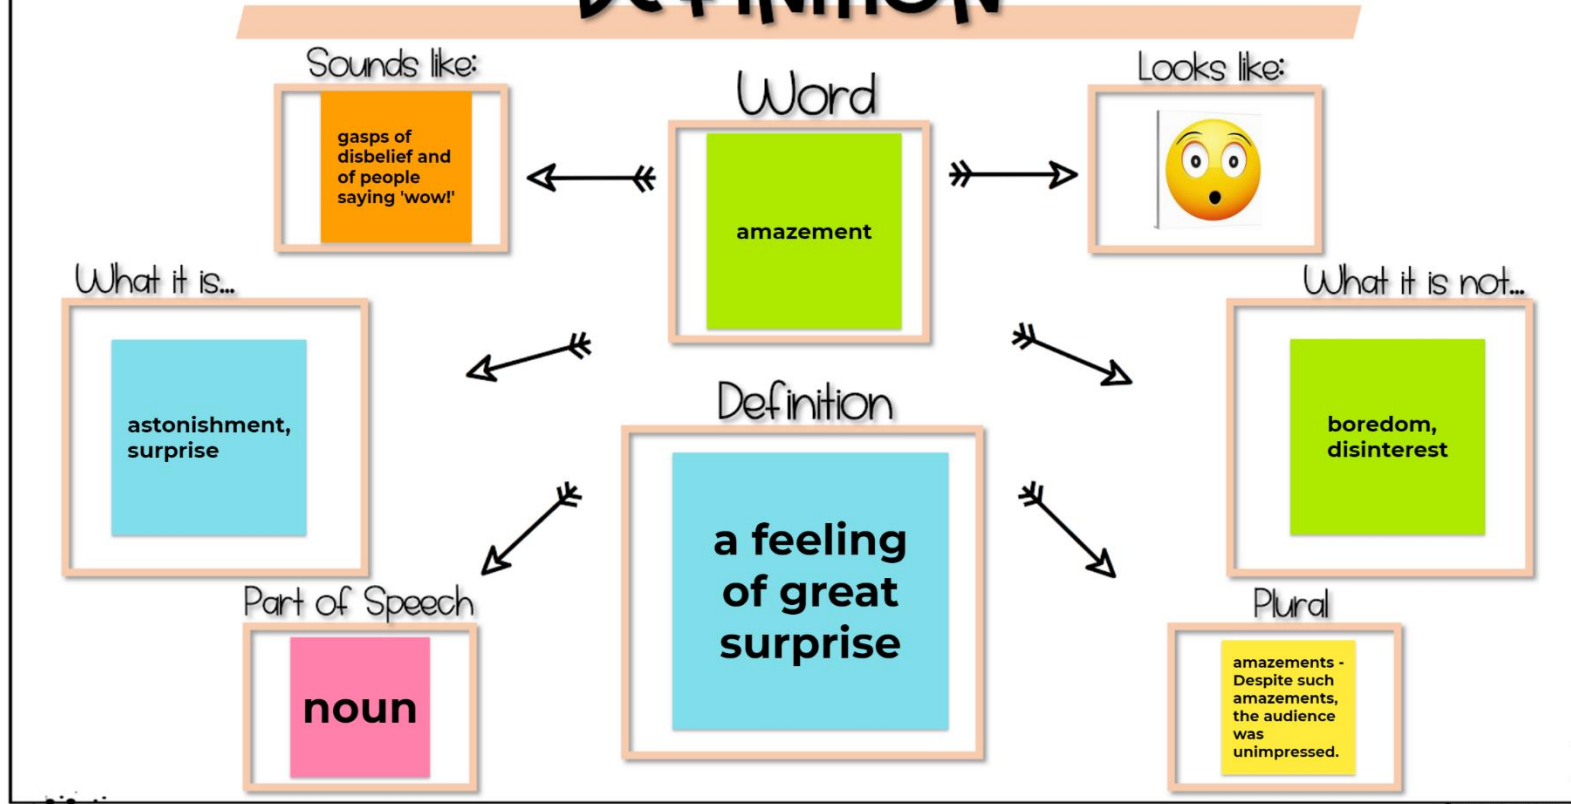 DEFINITION
Sounds like:
Word
Looks like:
gasps of
disbelief and
of people
saying 'wow!'
amazement
What it is...
What it is not...
astonishment,
surprise
Definition
boredom,
disinterest
a feeling
of great
surprise
Part of Speech
Plural
noun
amazements -
Despite such
amazements,
the audience
was
unimpressed.